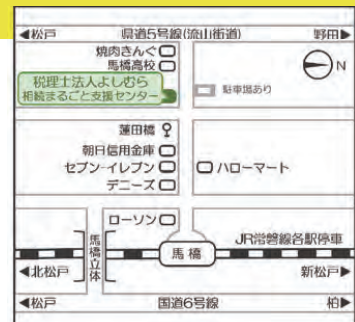 ◀松戸 県道5号線(流山街道) 野田▶
焼肉きんぐ
馬橋高校
税理士法人よしむら
相続まるごと支援センター
駐車場あり
N
蓮田橋
朝日信用金庫
セブン-イレブン
デニーズ
ハローマート
ローソン
馬橋立体
馬橋
JR常磐線各駅停車
◀北松戸 新松戸▶
◀松戸 国道6号線 柏▶